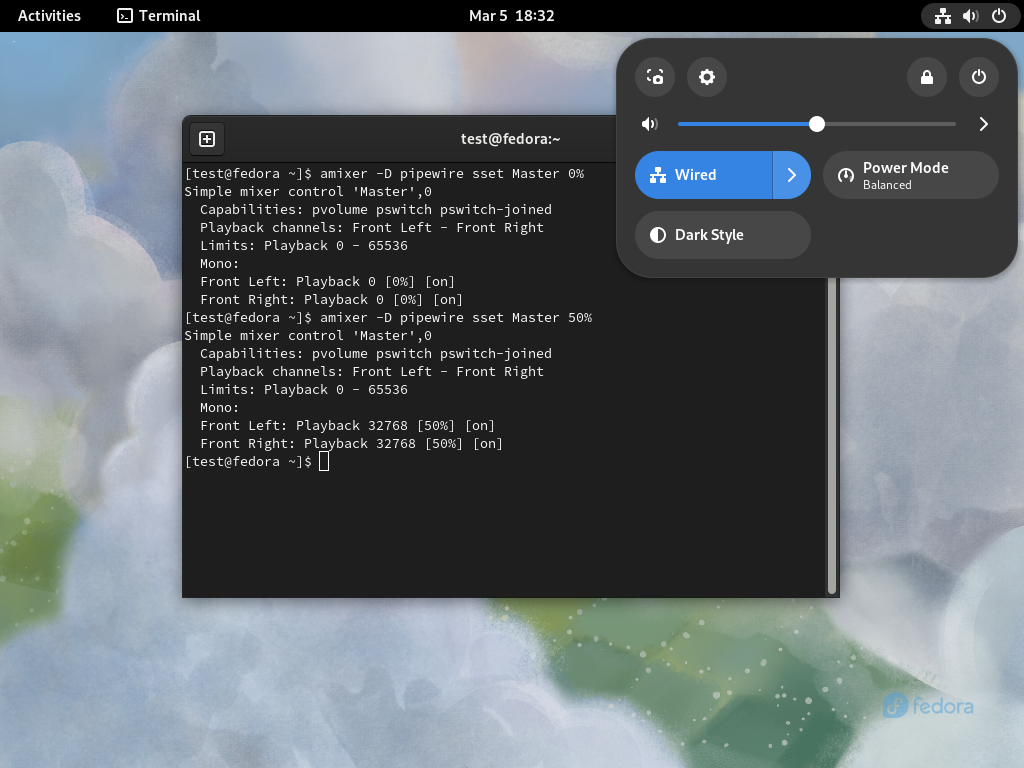 Activities Terminal Mar 5 18:32
test@fedora:~
[test@fedora ~]$ amixer -D pipewire sset Master 0%
Simple mixer control 'Master',0
  Capabilities: pvolume pswitch pswitch-joined
  Playback channels: Front Left - Front Right
  Limits: Playback 0 - 65536
  Mono:
  Front Left: Playback 0 [0%] [on]
  Front Right: Playback 0 [0%] [on]
[test@fedora ~]$ amixer -D pipewire sset Master 50%
Simple mixer control 'Master',0
  Capabilities: pvolume pswitch pswitch-joined
  Playback channels: Front Left - Front Right
  Limits: Playback 0 - 65536
  Mono:
  Front Left: Playback 32768 [50%] [on]
  Front Right: Playback 32768 [50%] [on]
[test@fedora ~]$
Wired
Power Mode
Balanced
Dark Style
fedora